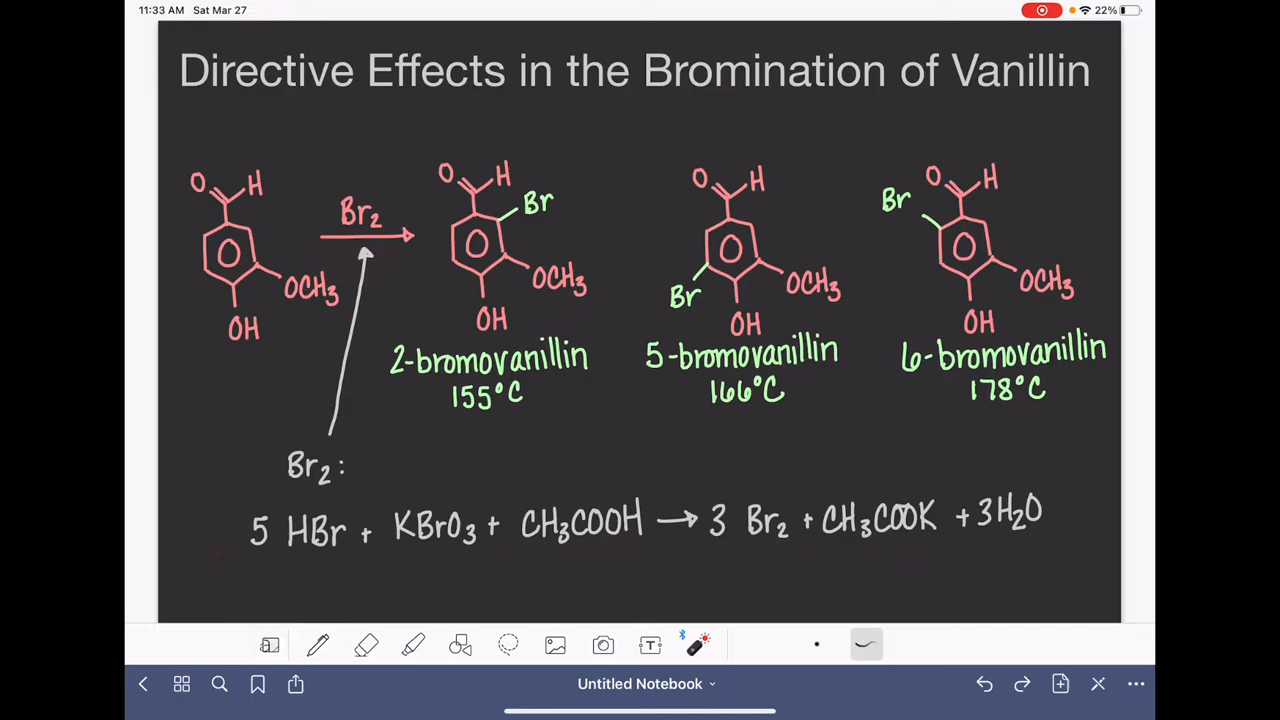 11:33 AM Sat Mar 27
22%
Directive Effects in the Bromination of Vanillin
O H
Br₂
OCH₃
OH
O H
Br
OCH₃
OH
2-bromovanillin
155°C
O H
Br
OCH₃
OH
5-bromovanillin
166°C
O H
Br
OCH₃
OH
6-bromovanillin
178°C
Br₂:
5 HBr + KBrO₃ + CH₃COOH → 3 Br₂ + CH₃COOK + 3H₂O
T
Untitled Notebook